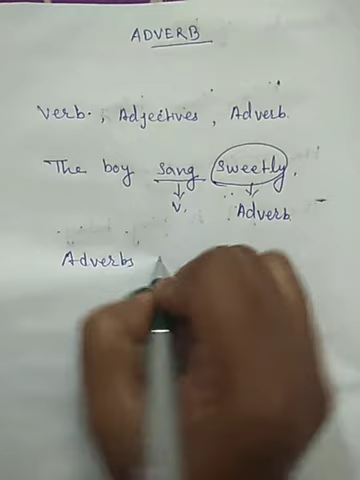 ADVERB
Verb. , Adjectives , Adverb
The boy sang sweetly.
V. Adverb
Adverbs